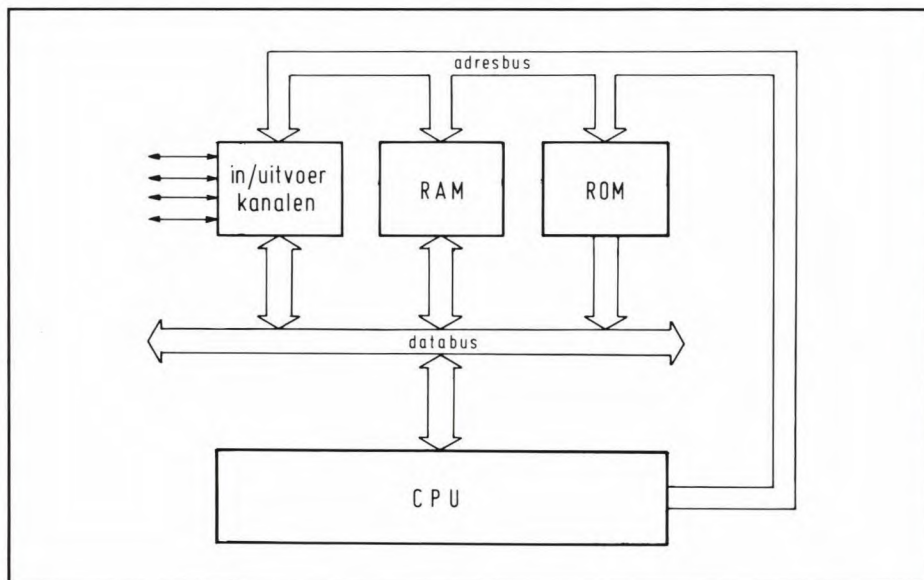 adresbus
in/uitvoer
kanalen
RAM
ROM
databus
CPU